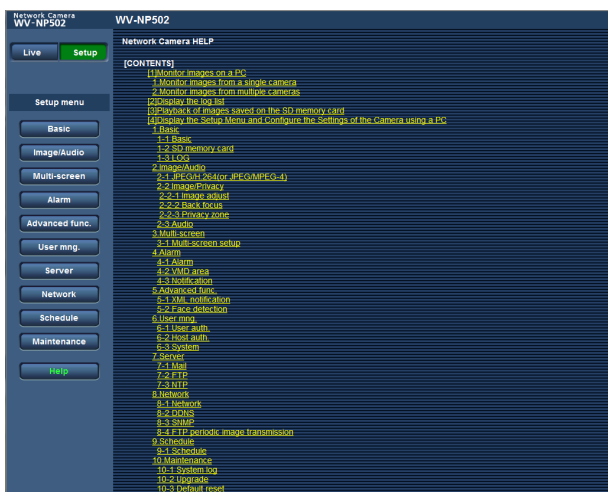 Network Camera
WV-NP502
Live
Setup
Setup menu
Basic
Image/Audio
Multi-screen
Alarm
Advanced func.
User mng.
Server
Network
Schedule
Maintenance
Help
WV-NP502
Network Camera HELP
[CONTENTS]
[1]Monitor images on a PC
1.Monitor images from a single camera
2.Monitor images from multiple cameras
[2]Display the log list
[3]Playback of images saved on the SD memory card
[4]Display the Setup Menu and Configure the Settings of the Camera using a PC
1.Basic
1-1 Basic
1-2 SD memory card
1-3 LOG
2.Image/Audio
2-1 JPEG/H.264(or JPEG/MPEG-4)
2-2 Image/Privacy
2-2-1 Image adjust
2-2-2 Back focus
2-2-3 Privacy zone
2-3 Audio
3.Multi-screen
3-1 Multi-screen setup
4.Alarm
4-1 Alarm
4-2 VMD area
4-3 Notification
5.Advanced func.
5-1 XML notification
5-2 Face detection
6.User mng.
6-1 User auth.
6-2 Host auth.
6-3 System
7.Server
7-1 Mail
7-2 FTP
7-3 NTP
8.Network
8-1 Network
8-2 DDNS
8-3 SNMP
8-4 FTP periodic image transmission
9.Schedule
9-1 Schedule
10.Maintenance
10-1 System log
10-2 Upgrade
10-3 Default reset